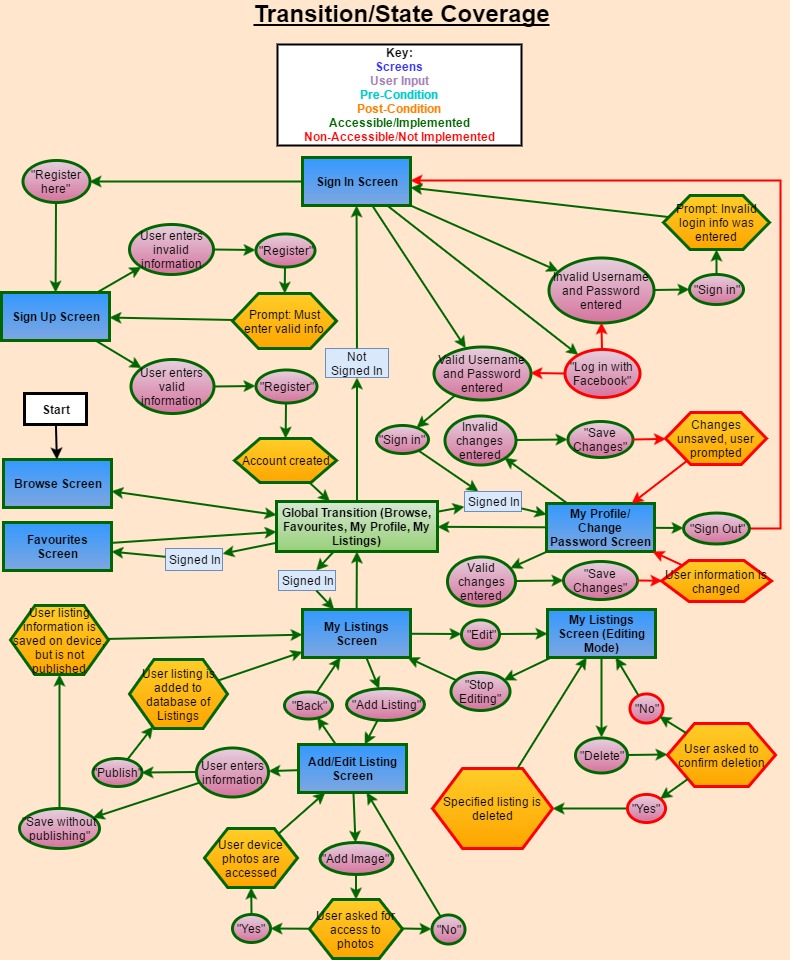 Transition/State Coverage
Key:
Screens
User Input
Pre-Condition
Post-Condition
Accessible/Implemented
Non-Accessible/Not Implemented
"Register
here"
Sign In Screen
Prompt: Invalid
login info was
entered
User enters
invalid
information
"Register"
Invalid Username
and Password
entered
"Sign in"
Sign Up Screen
Prompt: Must
enter valid info
Not
Signed In
Valid Username
and Password
entered
"Log in with
Facebook"
User enters
valid
information
"Register"
Start
"Sign in"
Invalid
changes
entered
"Save
Changes"
Changes
unsaved, user
prompted
Account created
Browse Screen
Global Transition (Browse,
Favourites, My Profile, My
Listings)
Signed In
My Profile/
Change
Password Screen
"Sign Out"
Favourites
Screen
Signed In
Signed In
Valid
changes
entered
"Save
Changes"
User information is
changed
User listing
information is
saved on device,
but is not
published
My Listings
Screen
"Edit"
My Listings
Screen (Editing
Mode)
User listing is
added to
database of
Listings
"Back"
"Add Listing"
"Stop
Editing"
"No"
"Publish"
User enters
information
Add/Edit Listing
Screen
"Delete"
User asked to
confirm deletion
"Save without
publishing"
Specified listing is
deleted
"Yes"
User device
photos are
accessed
"Add Image"
"Yes"
User asked for
access to
photos
"No"